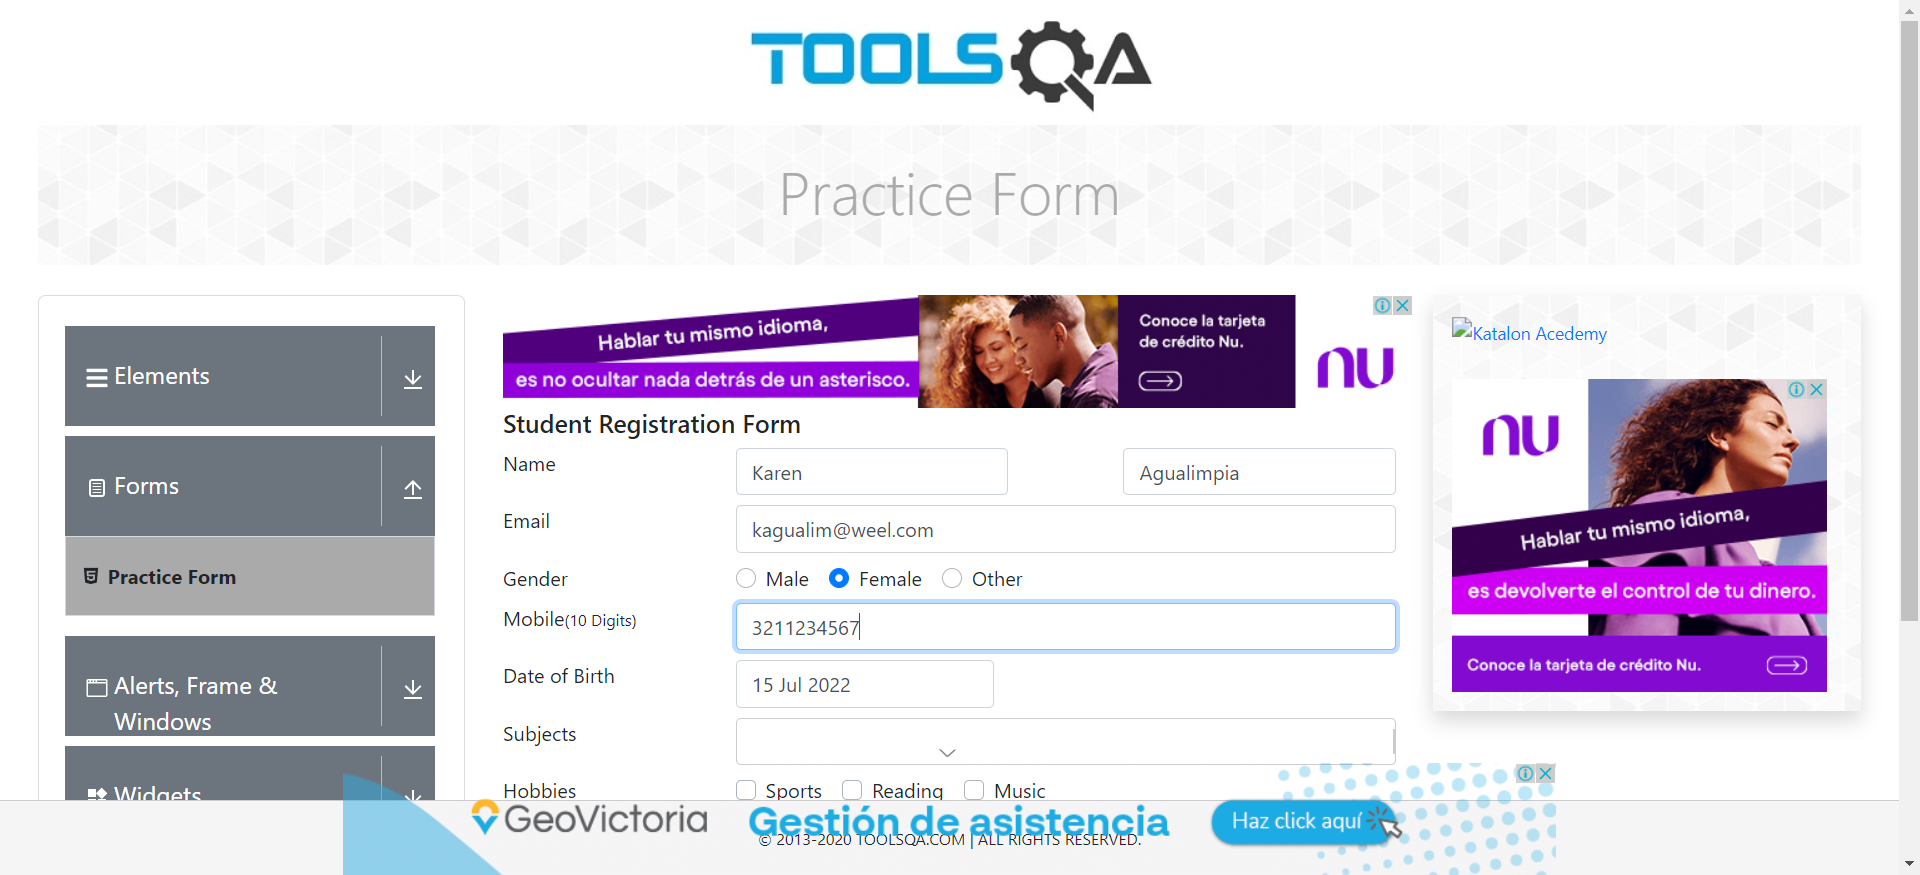 TOOLSQA
Practice Form
Elements
Forms
Practice Form
Alerts, Frame &
Windows
Widgets
Hablar tu mismo idioma,
es no ocultar nada detrás de un asterisco.
Conoce la tarjeta
de crédito Nu.
nu
Student Registration Form
Name
Karen
Agualimpia
Email
kagualim@weel.com
Gender
Male
Female
Other
Mobile(10 Digits)
3211234567
Date of Birth
15 Jul 2022
Subjects
Hobbies
Sports
Reading
Music
Katalon Acedemy
nu
Hablar tu mismo idioma,
es devolverte el control de tu dinero.
Conoce la tarjeta de crédito Nu.
GeoVictoria
Gestión de asistencia
Haz click aquí
© 2013-2020 TOOLSQA.COM | ALL RIGHTS RESERVED.